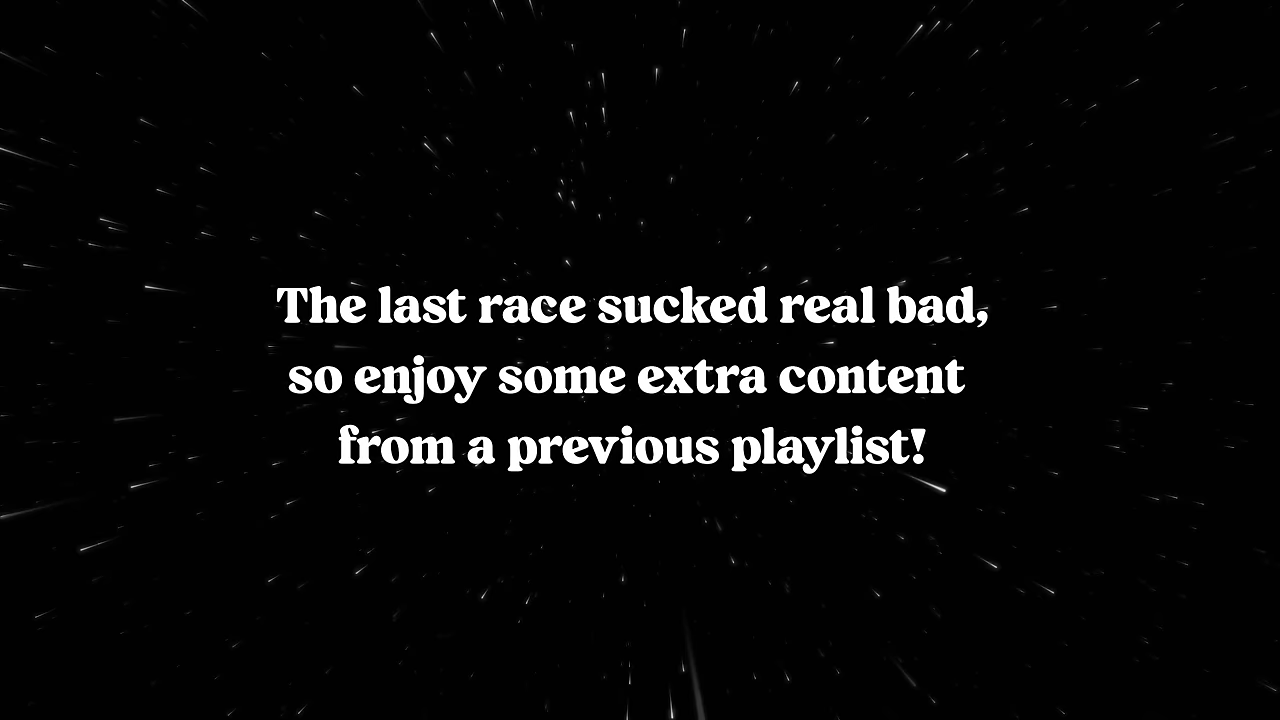 The last race sucked real bad,
so enjoy some extra content
from a previous playlist!